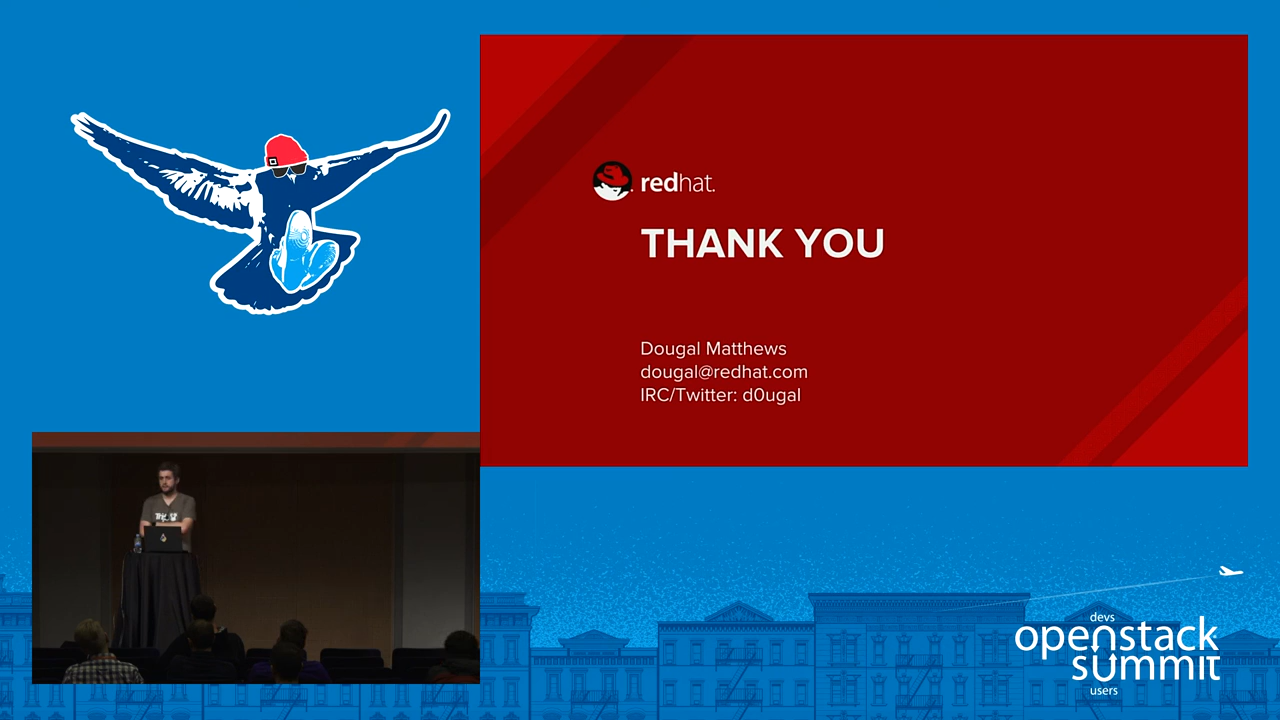 redhat.
THANK YOU
Dougal Matthews
dougal@redhat.com
IRC/Twitter: d0ugal
devs
openstack
summit
users